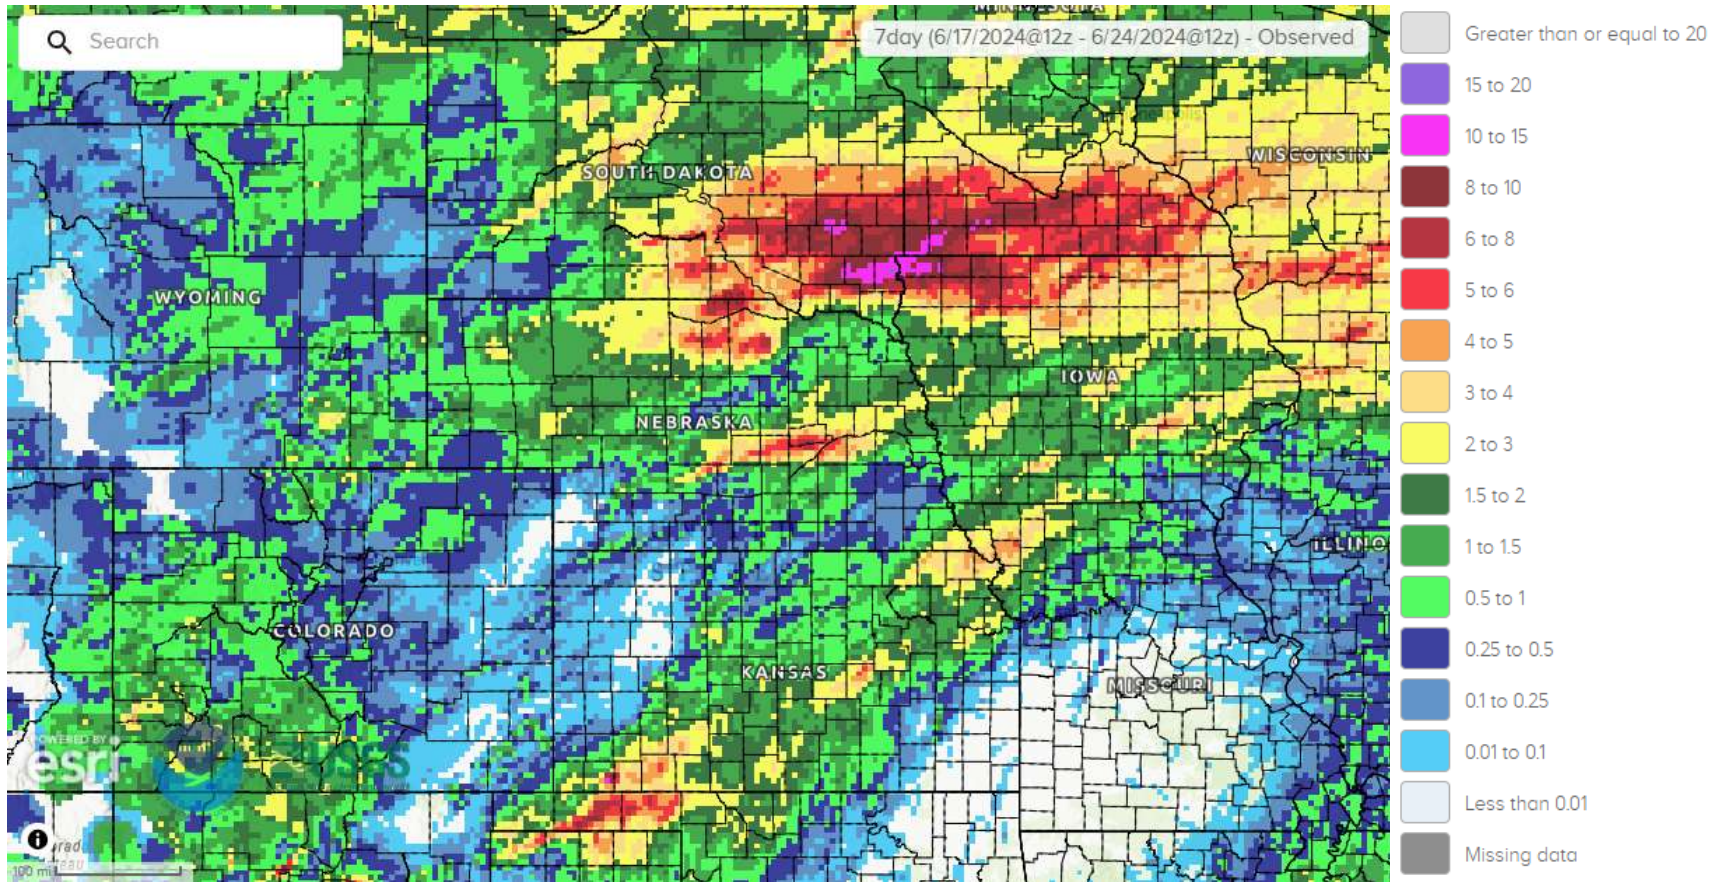 Search
7day (6/17/2024@12z - 6/24/2024@12z) - Observed
MINNESOTA
WISCONSIN
SOUTH DAKOTA
WYOMING
IOWA
NEBRASKA
ILLINO
COLORADO
KANSAS
MISSOURI
POWERED BY
esri
USGS
100 mi
Greater than or equal to 20
15 to 20
10 to 15
8 to 10
6 to 8
5 to 6
4 to 5
3 to 4
2 to 3
1.5 to 2
1 to 1.5
0.5 to 1
0.25 to 0.5
0.1 to 0.25
0.01 to 0.1
Less than 0.01
Missing data